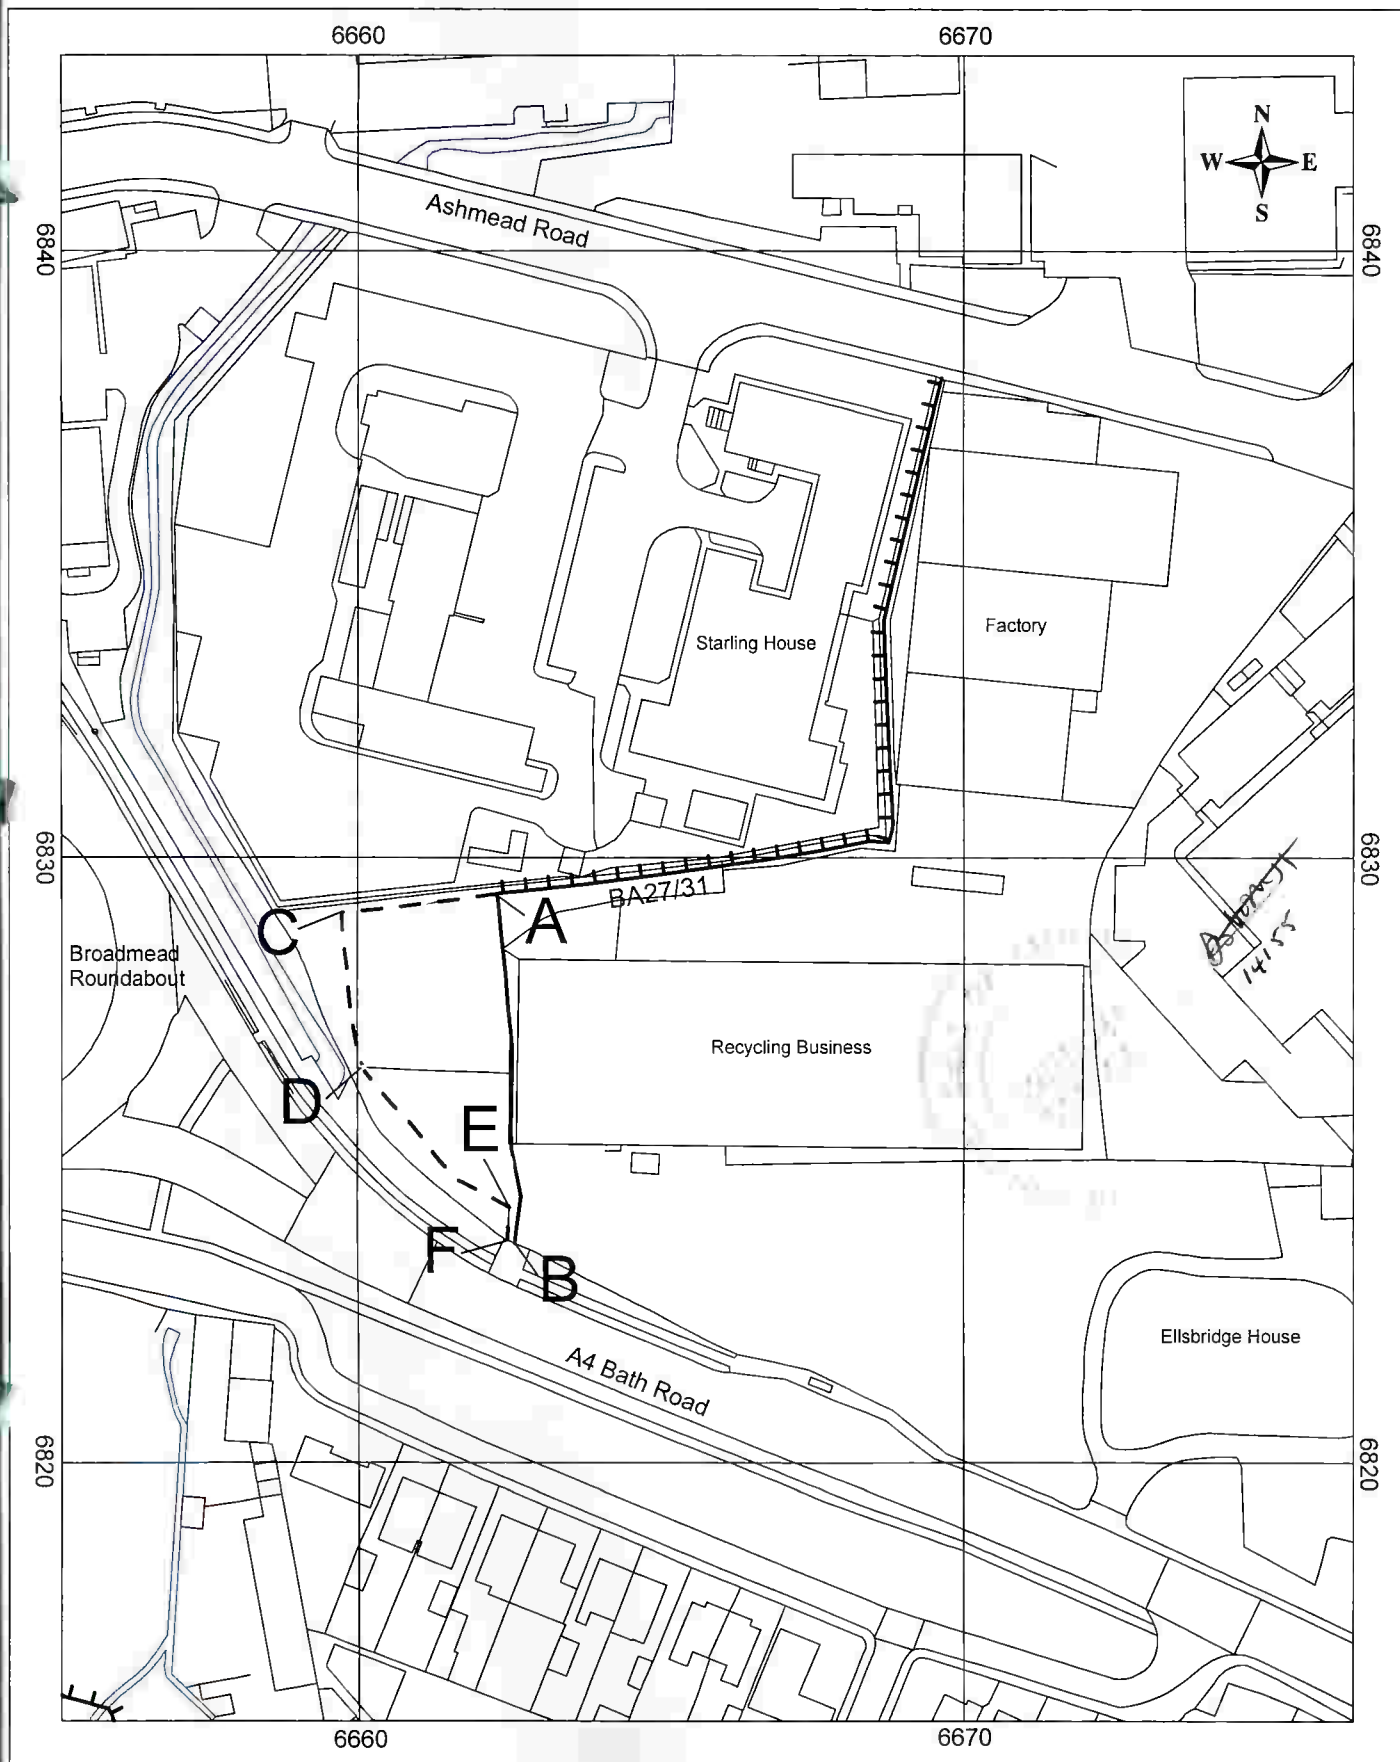 6660 6670
N
W E
S
Ashmead Road
6840 6840
Factory
Starling House
6830 6830
BA27/31
A
C
Broadmead
Roundabout
14155
Recycling Business
D
E
F
B
Ellsbridge House
A4 Bath Road
6820 6820
6660 6670